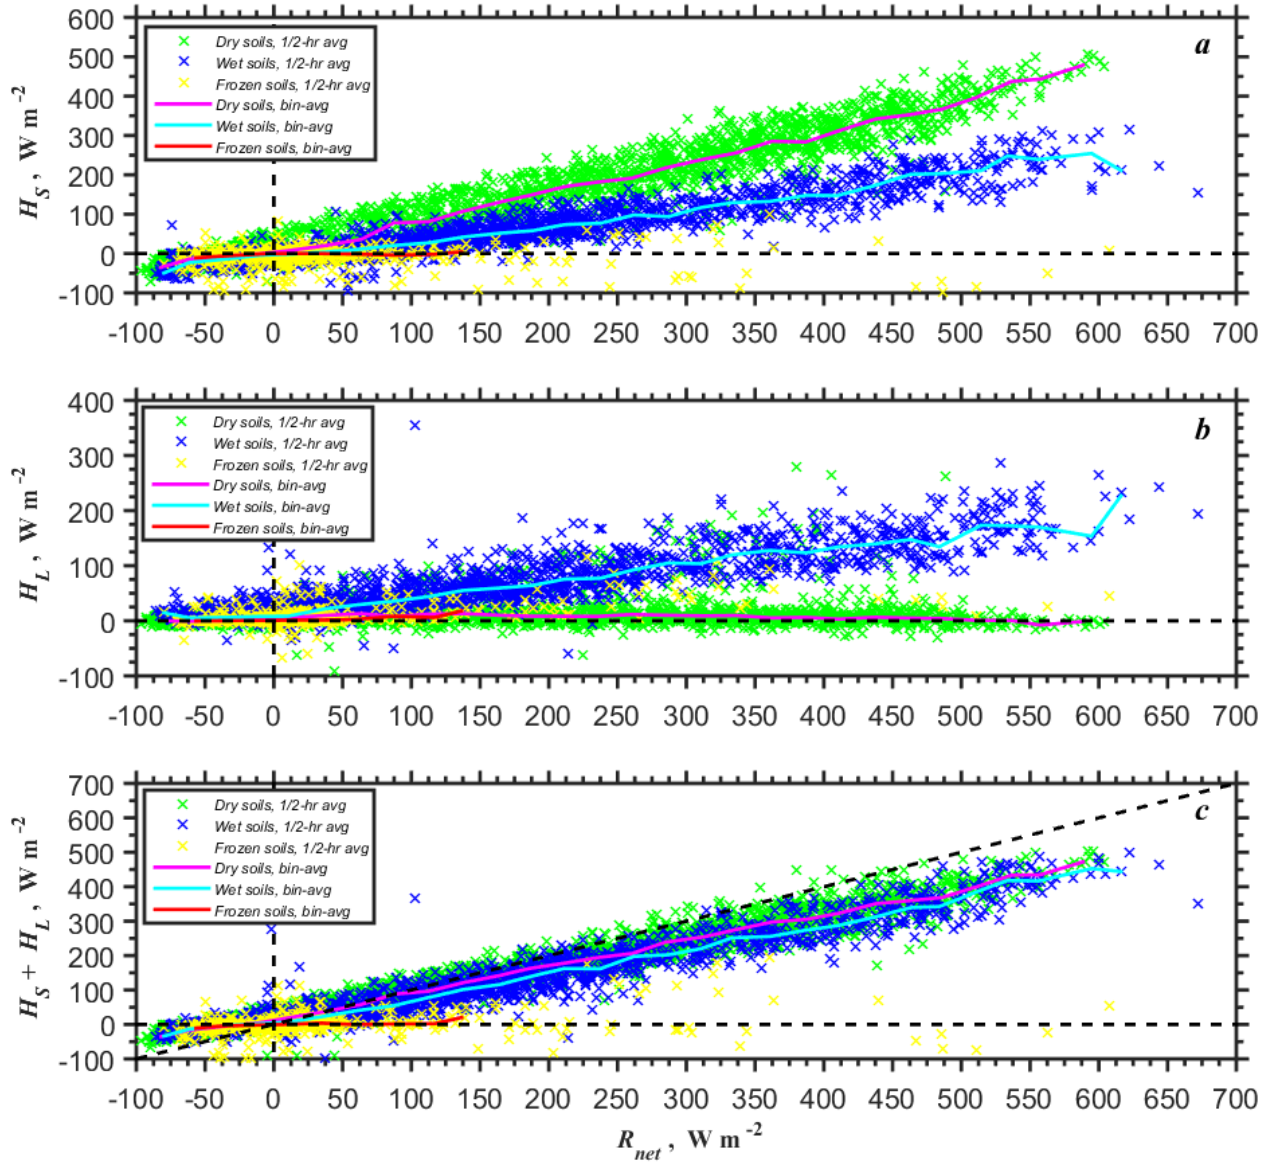 600
500
400
300
200
100
0
-100
H_S , W m^-2
Dry soils, 1/2-hr avg
Wet soils, 1/2-hr avg
Frozen soils, 1/2-hr avg
Dry soils, bin-avg
Wet soils, bin-avg
Frozen soils, bin-avg
a
-100 -50 0 50 100 150 200 250 300 350 400 450 500 550 600 650 700
400
300
200
100
0
-100
H_L , W m^-2
Dry soils, 1/2-hr avg
Wet soils, 1/2-hr avg
Frozen soils, 1/2-hr avg
Dry soils, bin-avg
Wet soils, bin-avg
Frozen soils, bin-avg
b
-100 -50 0 50 100 150 200 250 300 350 400 450 500 550 600 650 700
700
600
500
400
300
200
100
0
-100
H_S + H_L , W m^-2
Dry soils, 1/2-hr avg
Wet soils, 1/2-hr avg
Frozen soils, 1/2-hr avg
Dry soils, bin-avg
Wet soils, bin-avg
Frozen soils, bin-avg
c
-100 -50 0 50 100 150 200 250 300 350 400 450 500 550 600 650 700
R_net , W m^-2